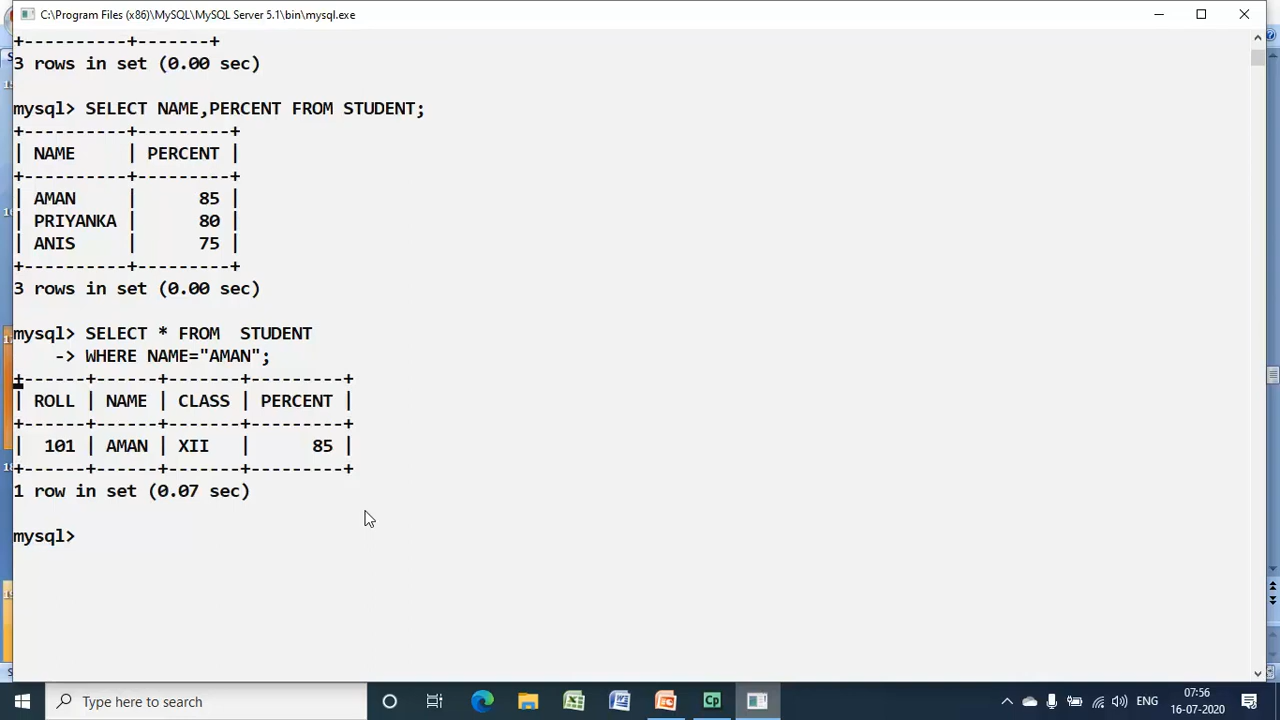 C:\Program Files (x86)\MySQL\MySQL Server 5.1\bin\mysql.exe
+----------+-------+
3 rows in set (0.00 sec)
mysql> SELECT NAME,PERCENT FROM STUDENT;
+----------+---------+
| NAME     | PERCENT |
+----------+---------+
| AMAN     |      85 |
| PRIYANKA |      80 |
| ANIS     |      75 |
+----------+---------+
3 rows in set (0.00 sec)
mysql> SELECT * FROM  STUDENT
    -> WHERE NAME="AMAN";
+------+------+-------+---------+
| ROLL | NAME | CLASS | PERCENT |
+------+------+-------+---------+
|  101 | AMAN | XII   |      85 |
+------+------+-------+---------+
1 row in set (0.07 sec)
mysql>
Type here to search
ENG
07:56
16-07-2020